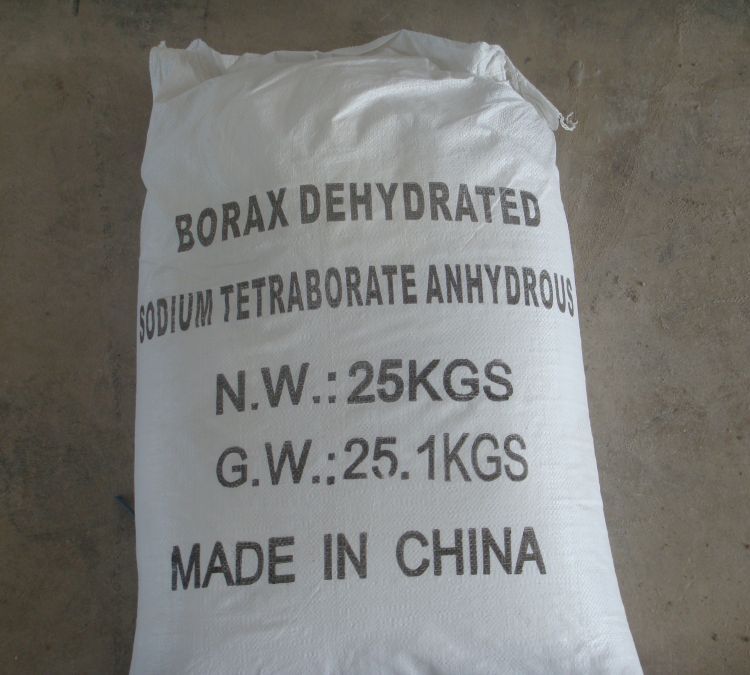 BORAX DEHYDRATED
SODIUM TETRABORATE ANHYDROUS
N.W.:25KGS
G.W.:25.1KGS
MADE IN CHINA